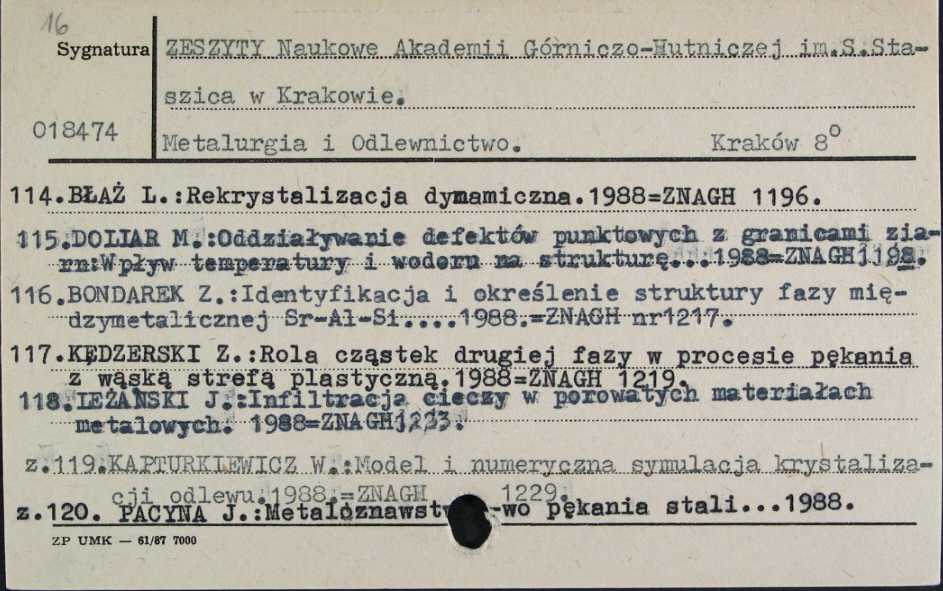 16
Sygnatura ZESZYTY Naukowe Akademii Górniczo-Hutniczej im.S.Sta-
szica w Krakowie.
018474 Metalurgia i Odlewnictwo. Kraków 8°
114.BŁAŻ L.:Rekrystalizacja dynamiczna.1988=ZNAGH 1196.
115.DOLIAR M.:Oddziaływanie defektów punktowych z granicami zia-
rn:Wpływ temperatury i wodoru na strukturę...1988=ZNAGH1198.
116.BONDAREK Z.:Identyfikacja i określenie struktury fazy mię-
dzymetalicznej Sr-Al-Si....1988.=ZNAGH nr1217.
117.KĘDZERSKI Z.:Rola cząstek drugiej fazy w procesie pękania
z wąską strefą plastyczną.1988=ZNAGH 1219.
118.IEŻAŃSKI J.:Infiltracja cieczy w porowatych materiałach
metalowych. 1988=ZNAGH1223.
z.119.KAPTURKIEWICZ W.:Model i numeryczna symulacja krystaliza-
cji odlewu.1988.=ZNAGH 1229.
z.120. PACYNA J.:Metaloznawstw -wo pękania stali...1988.
ZP UMK — 61/87 7000